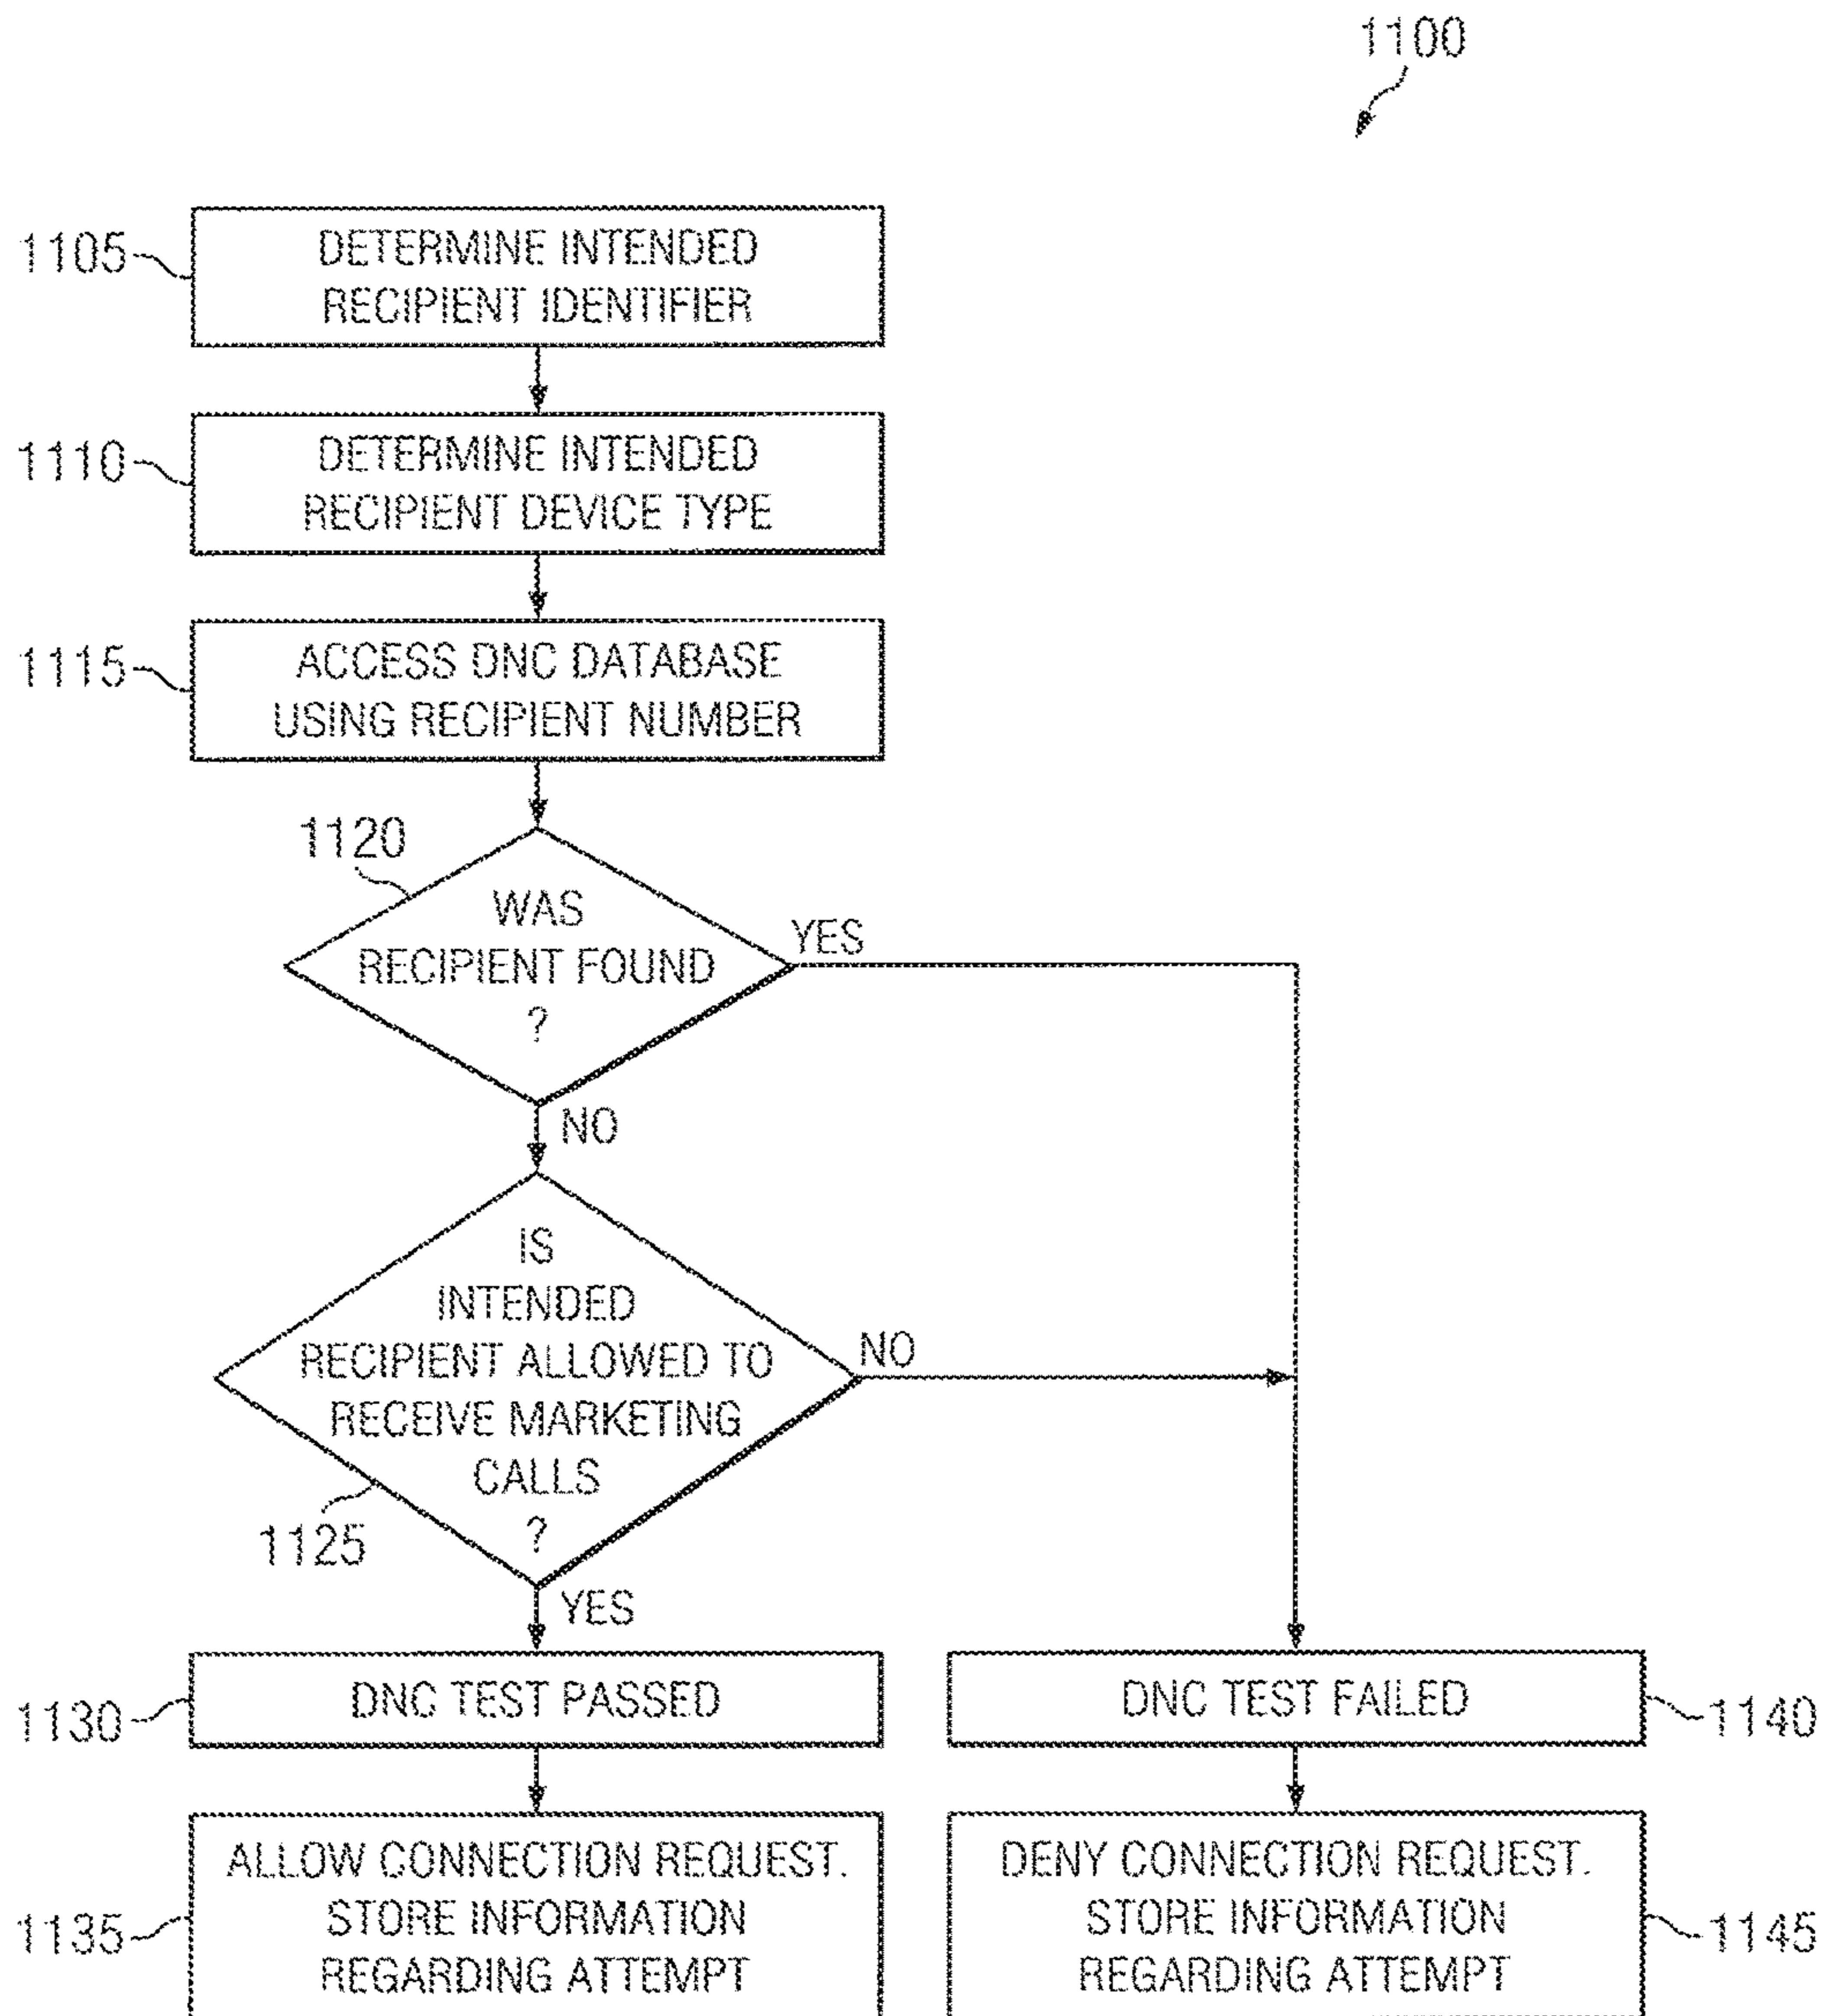 1100
1105
DETERMINE INTENDED
RECIPIENT IDENTIFIER
1110
DETERMINE INTENDED
RECIPIENT DEVICE TYPE
1115
ACCESS DNC DATABASE
USING RECIPIENT NUMBER
1120
WAS
RECIPIENT FOUND
?
YES
NO
IS
INTENDED
RECIPIENT ALLOWED TO
RECEIVE MARKETING
CALLS
?
NO
1125
YES
1130
DNC TEST PASSED
DNC TEST FAILED
1140
1135
ALLOW CONNECTION REQUEST.
STORE INFORMATION
REGARDING ATTEMPT
DENY CONNECTION REQUEST.
STORE INFORMATION
REGARDING ATTEMPT
1145